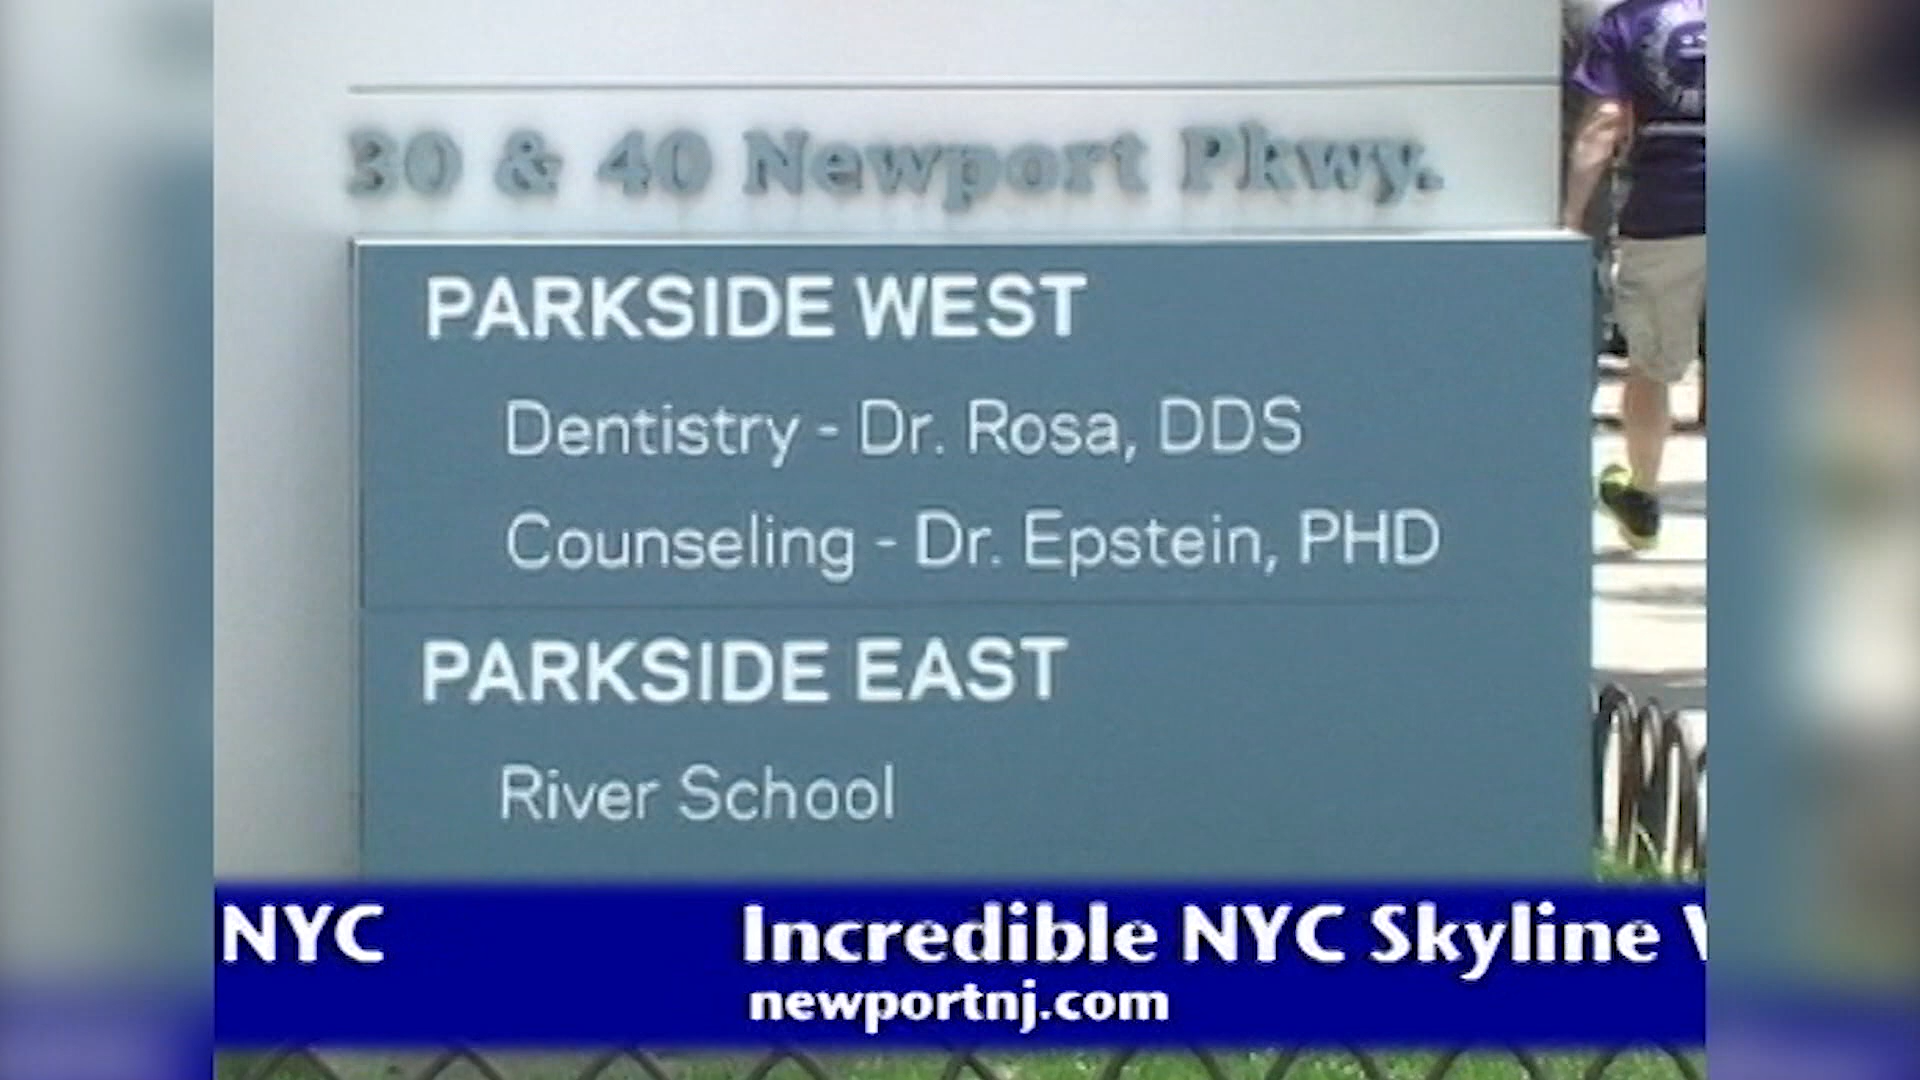 30 & 40 Newport Pkwy.
PARKSIDE WEST
Dentistry - Dr. Rosa, DDS
Counseling - Dr. Epstein, PHD
PARKSIDE EAST
River School
NYC Incredible NYC Skyline
newportnj.com